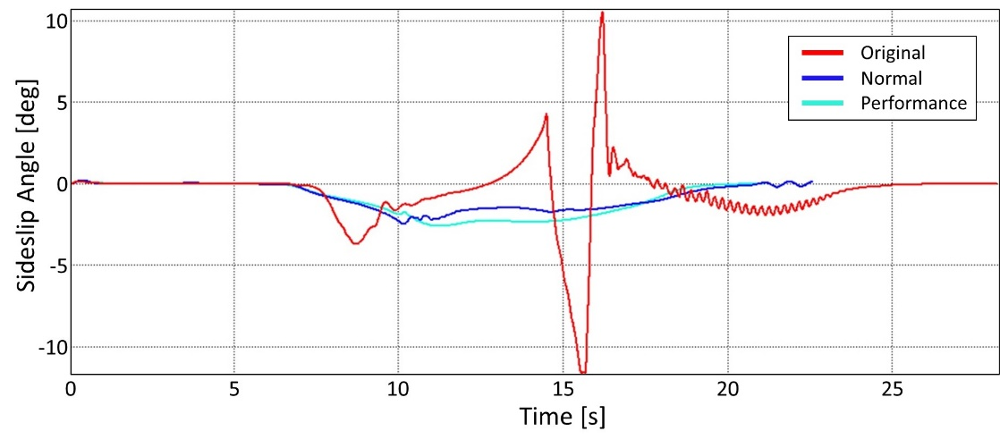 Sideslip Angle [deg]
10
5
0
-5
-10
Original
Normal
Performance
0 5 10 15 20 25
Time [s]